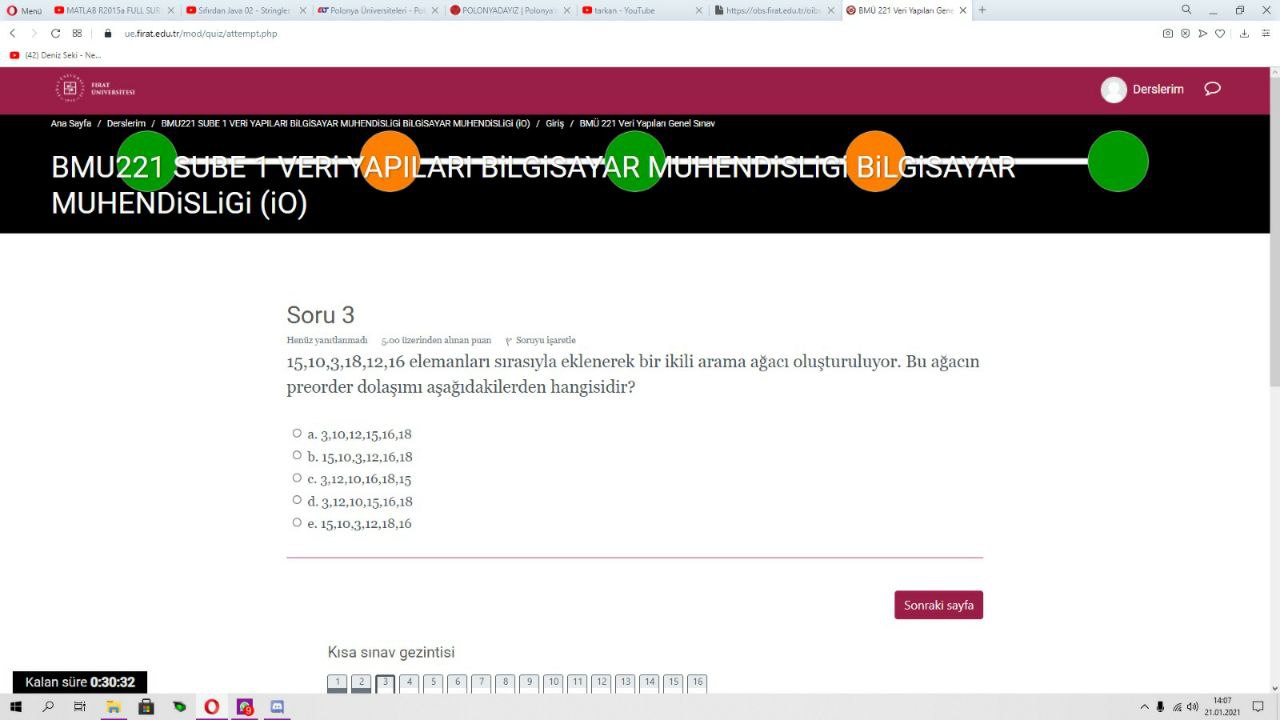 Menü
MATLAB R2015a FULL SUR
Sıfırdan Java 02 - Stringler
Polonya Üniversiteleri - Pol
POLONYADAYIZ | Polonya'
tarkan - YouTube
https://obs.firat.edu.tr/oibs
BMÜ 221 Veri Yapıları Gene
ue.firat.edu.tr/mod/quiz/attempt.php
(42) Deniz Seki - Ne...
FIRAT
ÜNİVERSİTESİ
Derslerim
Ana Sayfa / Derslerim / BMU221 SUBE 1 VERi YAPILARI BiLGiSAYAR MUHENDiSLiGi BiLGiSAYAR MUHENDiSLiGi (iO) / Giriş / BMÜ 221 Veri Yapıları Genel Sınav
BMU221 SUBE 1 VERi YAPILARI BiLGiSAYAR MUHENDiSLiGi BiLGiSAYAR
MUHENDiSLiGi (iO)
Soru 3
Henüz yanıtlanmadı 5,00 üzerinden alınan puan Soruyu işaretle
15,10,3,18,12,16 elemanları sırasıyla eklenerek bir ikili arama ağacı oluşturuluyor. Bu ağacın
preorder dolaşımı aşağıdakilerden hangisidir?
a. 3,10,12,15,16,18
b. 15,10,3,12,16,18
c. 3,12,10,16,18,15
d. 3,12,10,15,16,18
e. 15,10,3,12,18,16
Sonraki sayfa
Kısa sınav gezintisi
1 2 3 4 5 6 7 8 9 10 11 12 13 14 15 16
Kalan süre 0:30:32
9
14:07
21.01.2021